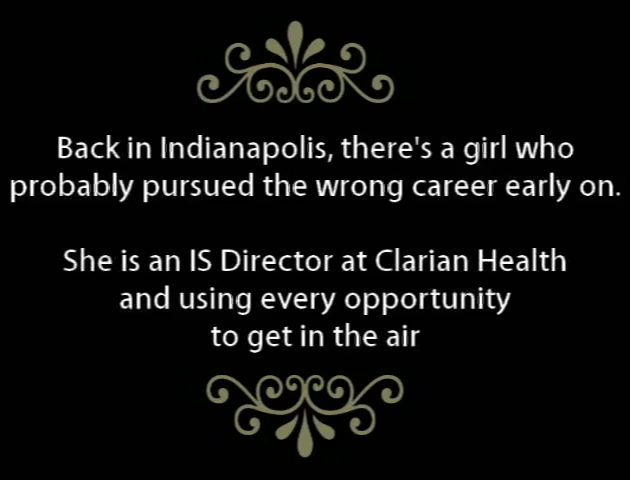 Back in Indianapolis, there's a girl who
probably pursued the wrong career early on.
She is an IS Director at Clarian Health
and using every opportunity
to get in the air